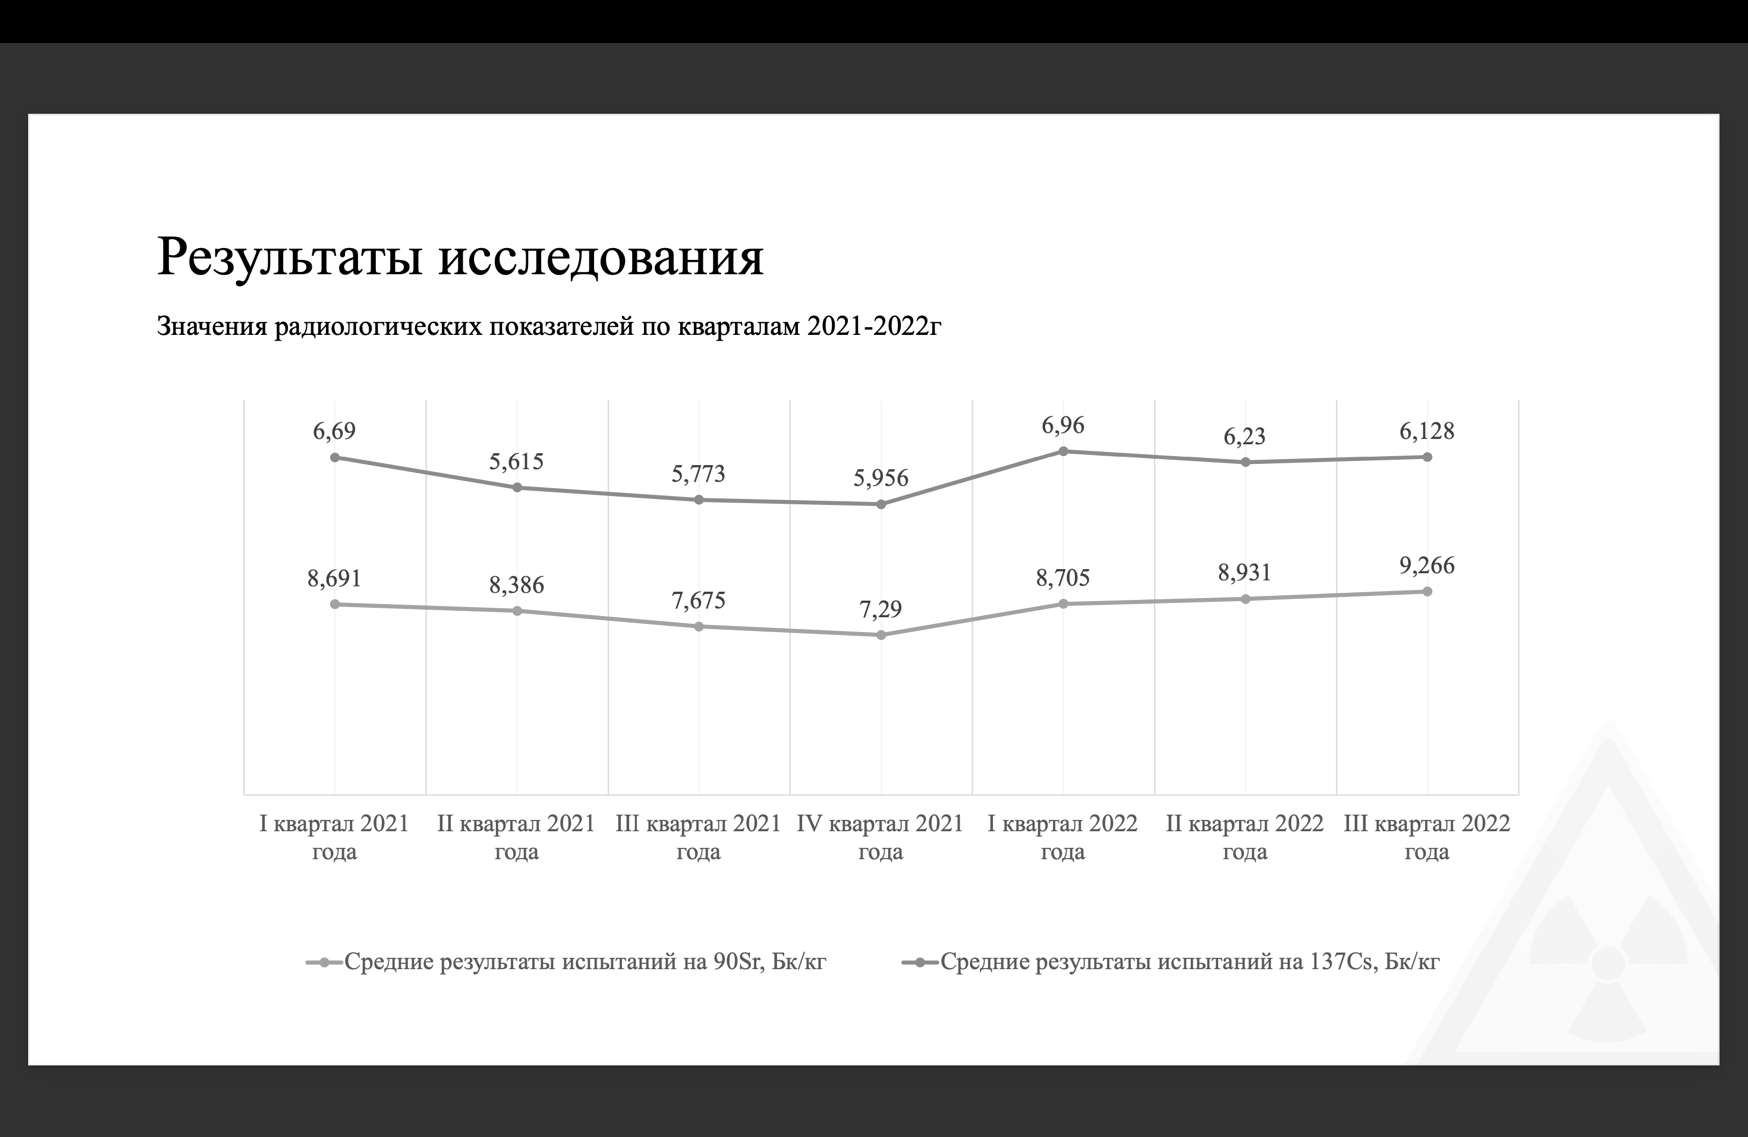 Результаты исследования
Значения радиологических показателей по кварталам 2021-2022г
6,69
5,615
5,773
5,956
6,96
6,23
6,128
8,691
8,386
7,675
7,29
8,705
8,931
9,266
I квартал 2021 года
II квартал 2021 года
III квартал 2021 года
IV квартал 2021 года
I квартал 2022 года
II квартал 2022 года
III квартал 2022 года
Средние результаты испытаний на 90Sr, Бк/кг
Средние результаты испытаний на 137Cs, Бк/кг